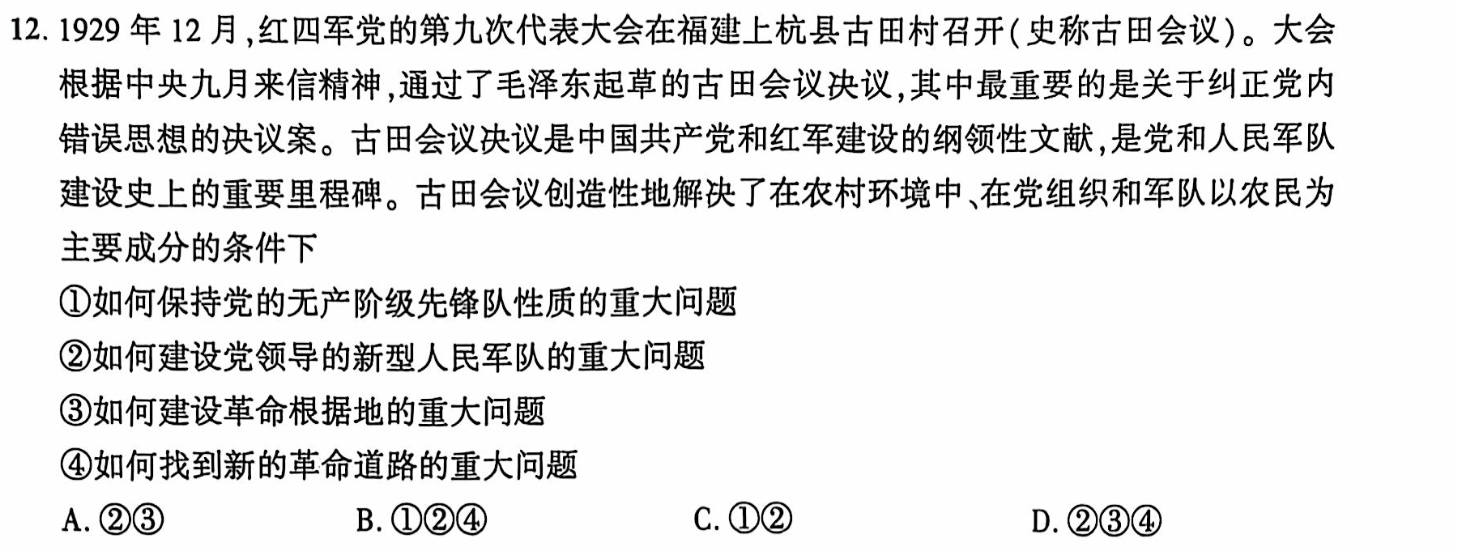 12. 1929 年 12 月,红四军党的第九次代表大会在福建上杭县古田村召开(史称古田会议)。大会
根据中央九月来信精神,通过了毛泽东起草的古田会议决议,其中最重要的是关于纠正党内
错误思想的决议案。古田会议决议是中国共产党和红军建设的纲领性文献,是党和人民军队
建设史上的重要里程碑。古田会议创造性地解决了在农村环境中、在党组织和军队以农民为
主要成分的条件下
①如何保持党的无产阶级先锋队性质的重大问题
②如何建设党领导的新型人民军队的重大问题
③如何建设革命根据地的重大问题
④如何找到新的革命道路的重大问题
A. ②③ B. ①②④ C. ①② D. ②③④